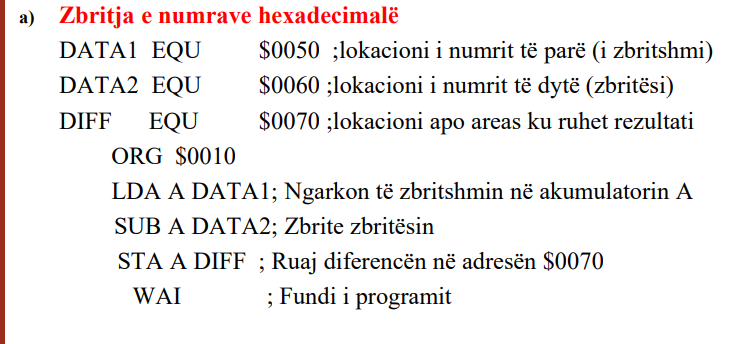 a) Zbritja e numrave hexadecimalë
DATA1 EQU $0050 ;lokacioni i numrit të parë (i zbritshmi)
DATA2 EQU $0060 ;lokacioni i numrit të dytë (zbritësi)
DIFF EQU $0070 ;lokacioni apo areas ku ruhet rezultati
ORG $0010
LDA A DATA1; Ngarkon të zbritshmin në akumulatorin A
SUB A DATA2; Zbrite zbritësin
STA A DIFF ; Ruaj diferencën në adresën $0070
WAI ; Fundi i programit